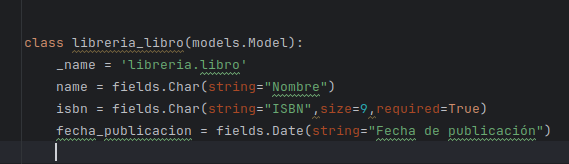 class libreria_libro(models.Model):
    _name = 'libreria.libro'
    name = fields.Char(string="Nombre")
    isbn = fields.Char(string="ISBN",size=9,required=True)
    fecha_publicacion = fields.Date(string="Fecha de publicación")